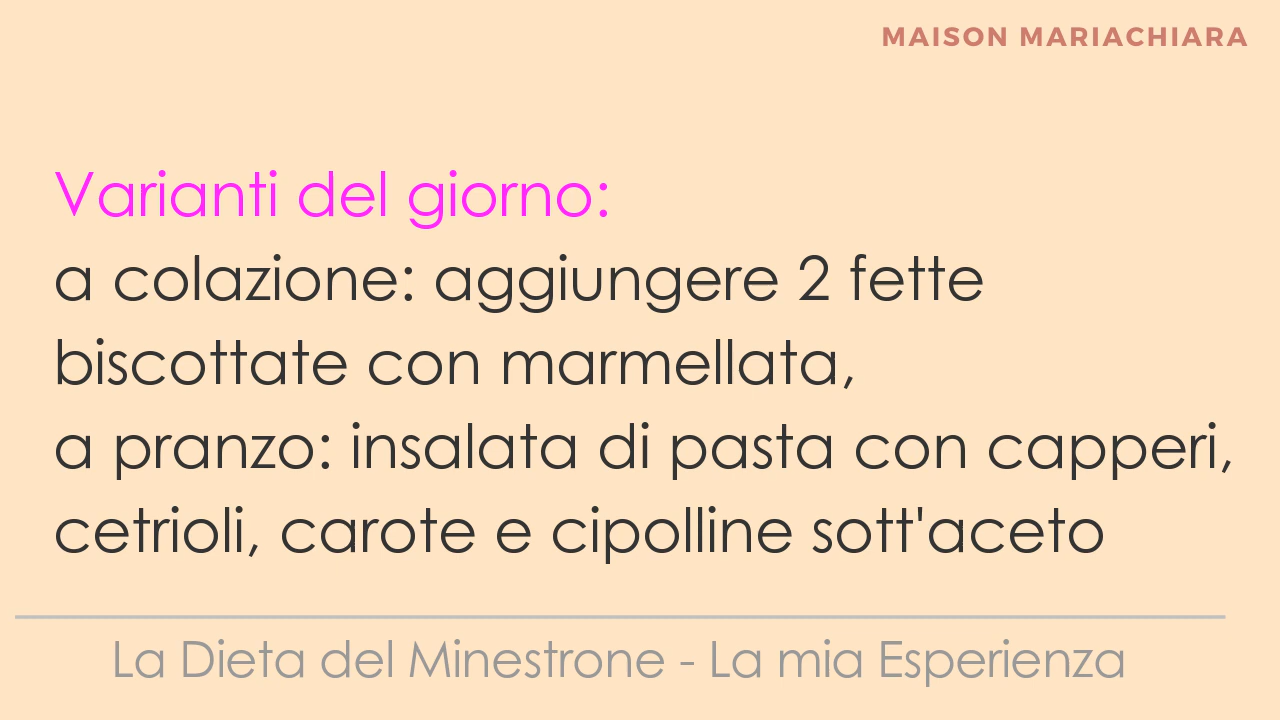 MAISON MARIACHIARA
Varianti del giorno:
a colazione: aggiungere 2 fette
biscottate con marmellata,
a pranzo: insalata di pasta con capperi,
cetrioli, carote e cipolline sott'aceto
La Dieta del Minestrone - La mia Esperienza